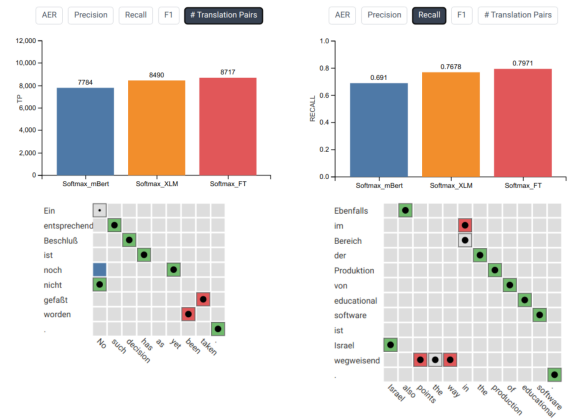 AER Precision Recall F1 # Translation Pairs
12,000
10,000
8,000
6,000
4,000
2,000
0
TP
7784
8490
8717
Softmax_mBert Softmax_XLM Softmax_FT
Ein
entsprechend
Beschluß
ist
noch
nicht
gefaßt
worden
.
No such decision has as yet been taken .
AER Precision Recall F1 # Translation Pairs
1.0
0.8
0.6
0.4
0.2
0.0
RECALL
0.691
0.7678
0.7971
Softmax_mBert Softmax_XLM Softmax_FT
Ebenfalls
im
Bereich
der
Produktion
von
educational
software
ist
Israel
wegweisend
.
Israel also points the way in the production of educational software .